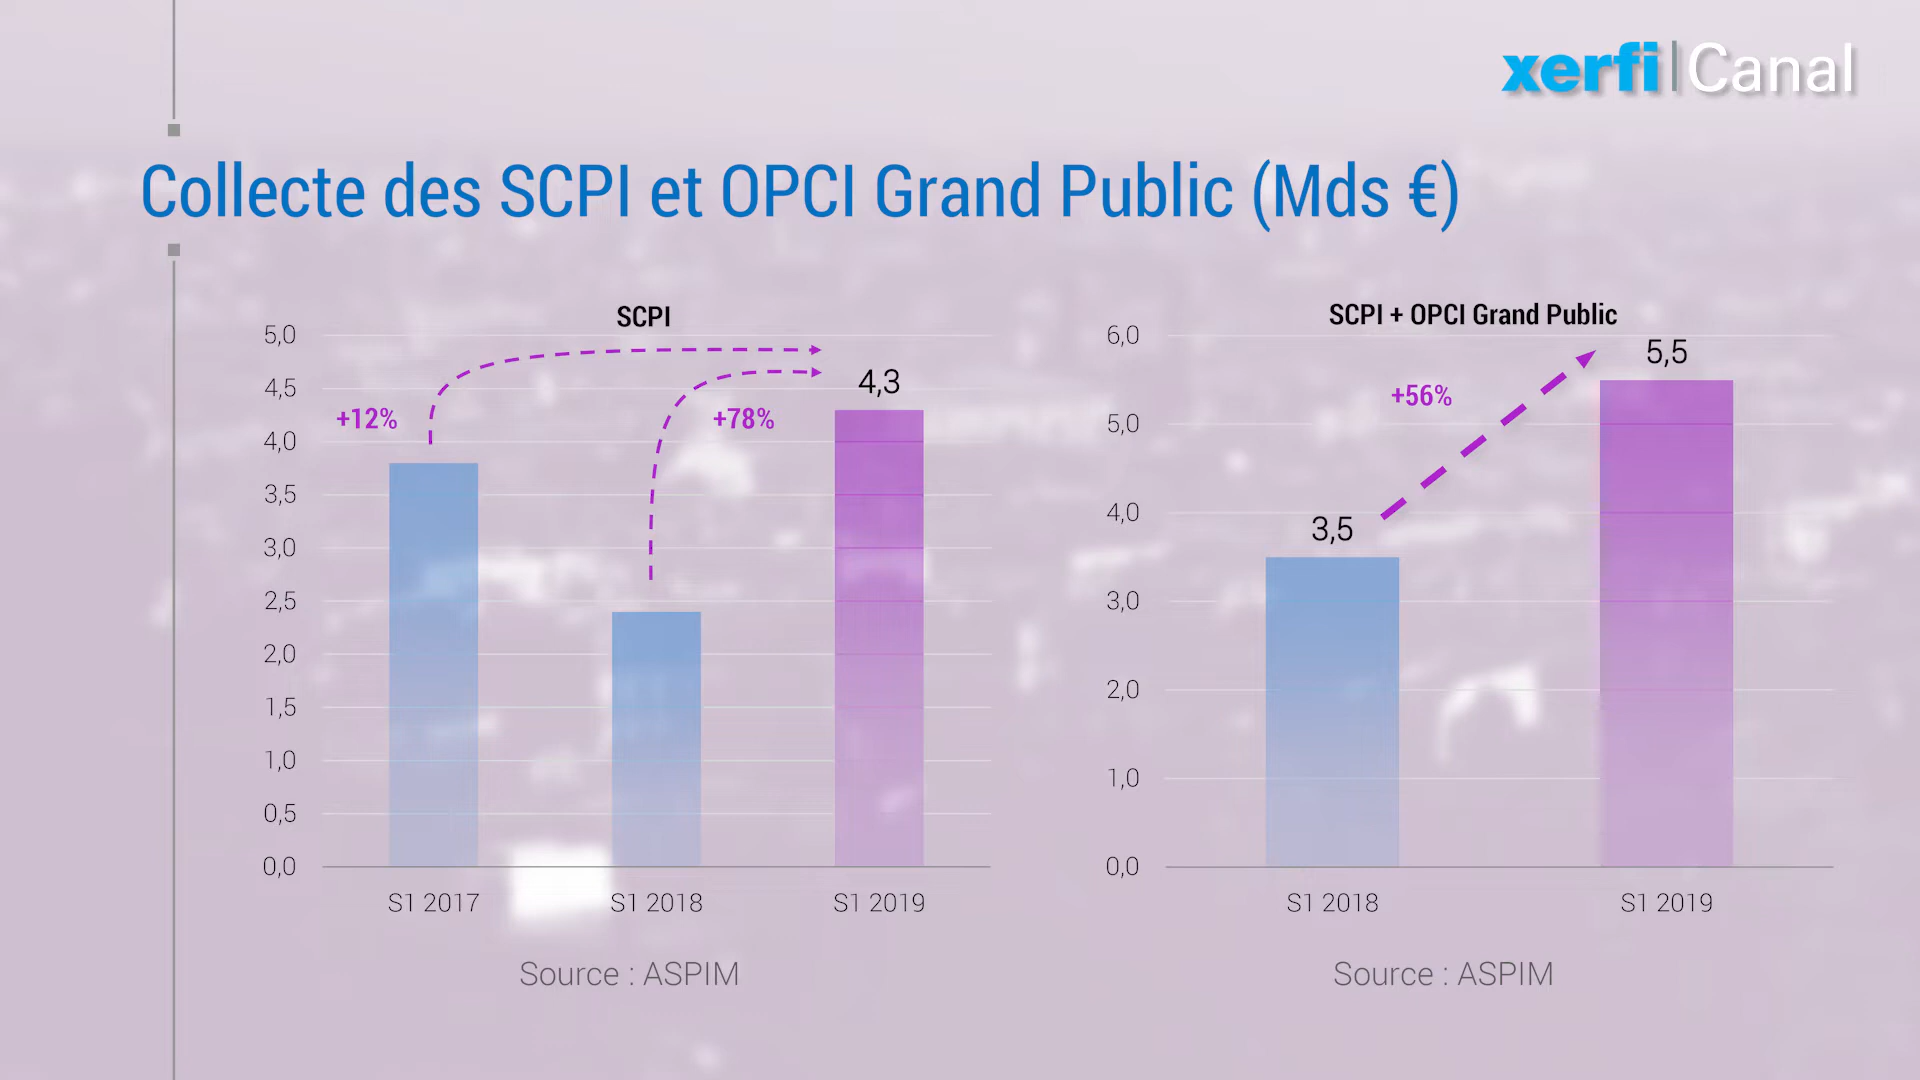 xerfi Canal
Collecte des SCPI et OPCI Grand Public (Mds €)
SCPI
5,0
4,5
4,0
3,5
3,0
2,5
2,0
1,5
1,0
0,5
0,0
+12%
+78%
4,3
S1 2017
S1 2018
S1 2019
Source : ASPIM
SCPI + OPCI Grand Public
6,0
5,0
4,0
3,0
2,0
1,0
0,0
3,5
+56%
5,5
S1 2018
S1 2019
Source : ASPIM